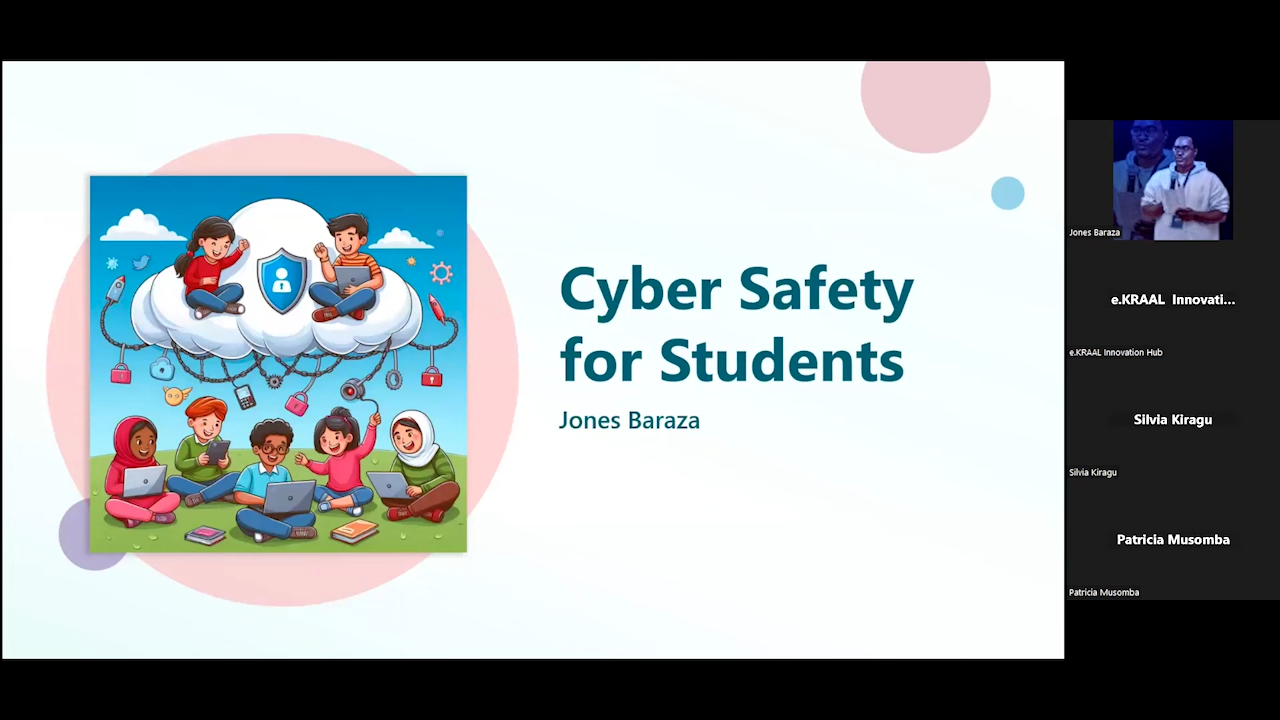 Cyber Safety
for Students
Jones Baraza
Jones Baraza
e.KRAAL Innovati...
e.KRAAL Innovation Hub
Silvia Kiragu
Silvia Kiragu
Patricia Musomba
Patricia Musomba